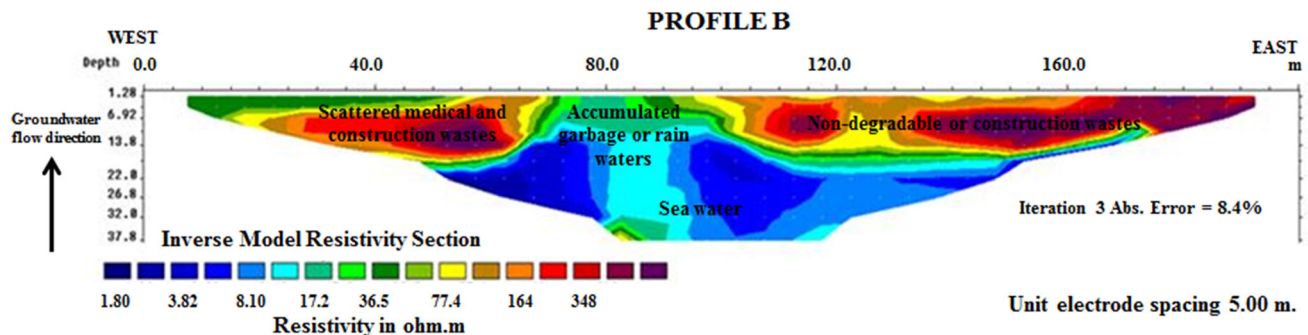 PROFILE B
WEST
EAST
Depth 0.0 40.0 80.0 120.0 160.0 m
1.28
6.92
13.8
22.0
26.8
32.0
37.8
Groundwater
flow direction
Scattered medical and
construction wastes
Accumulated
garbage or rain
waters
Non-degradable or construction wastes
Sea water
Iteration 3 Abs. Error = 8.4%
Inverse Model Resistivity Section
1.80 3.82 8.10 17.2 36.5 77.4 164 348
Resistivity in ohm.m
Unit electrode spacing 5.00 m.